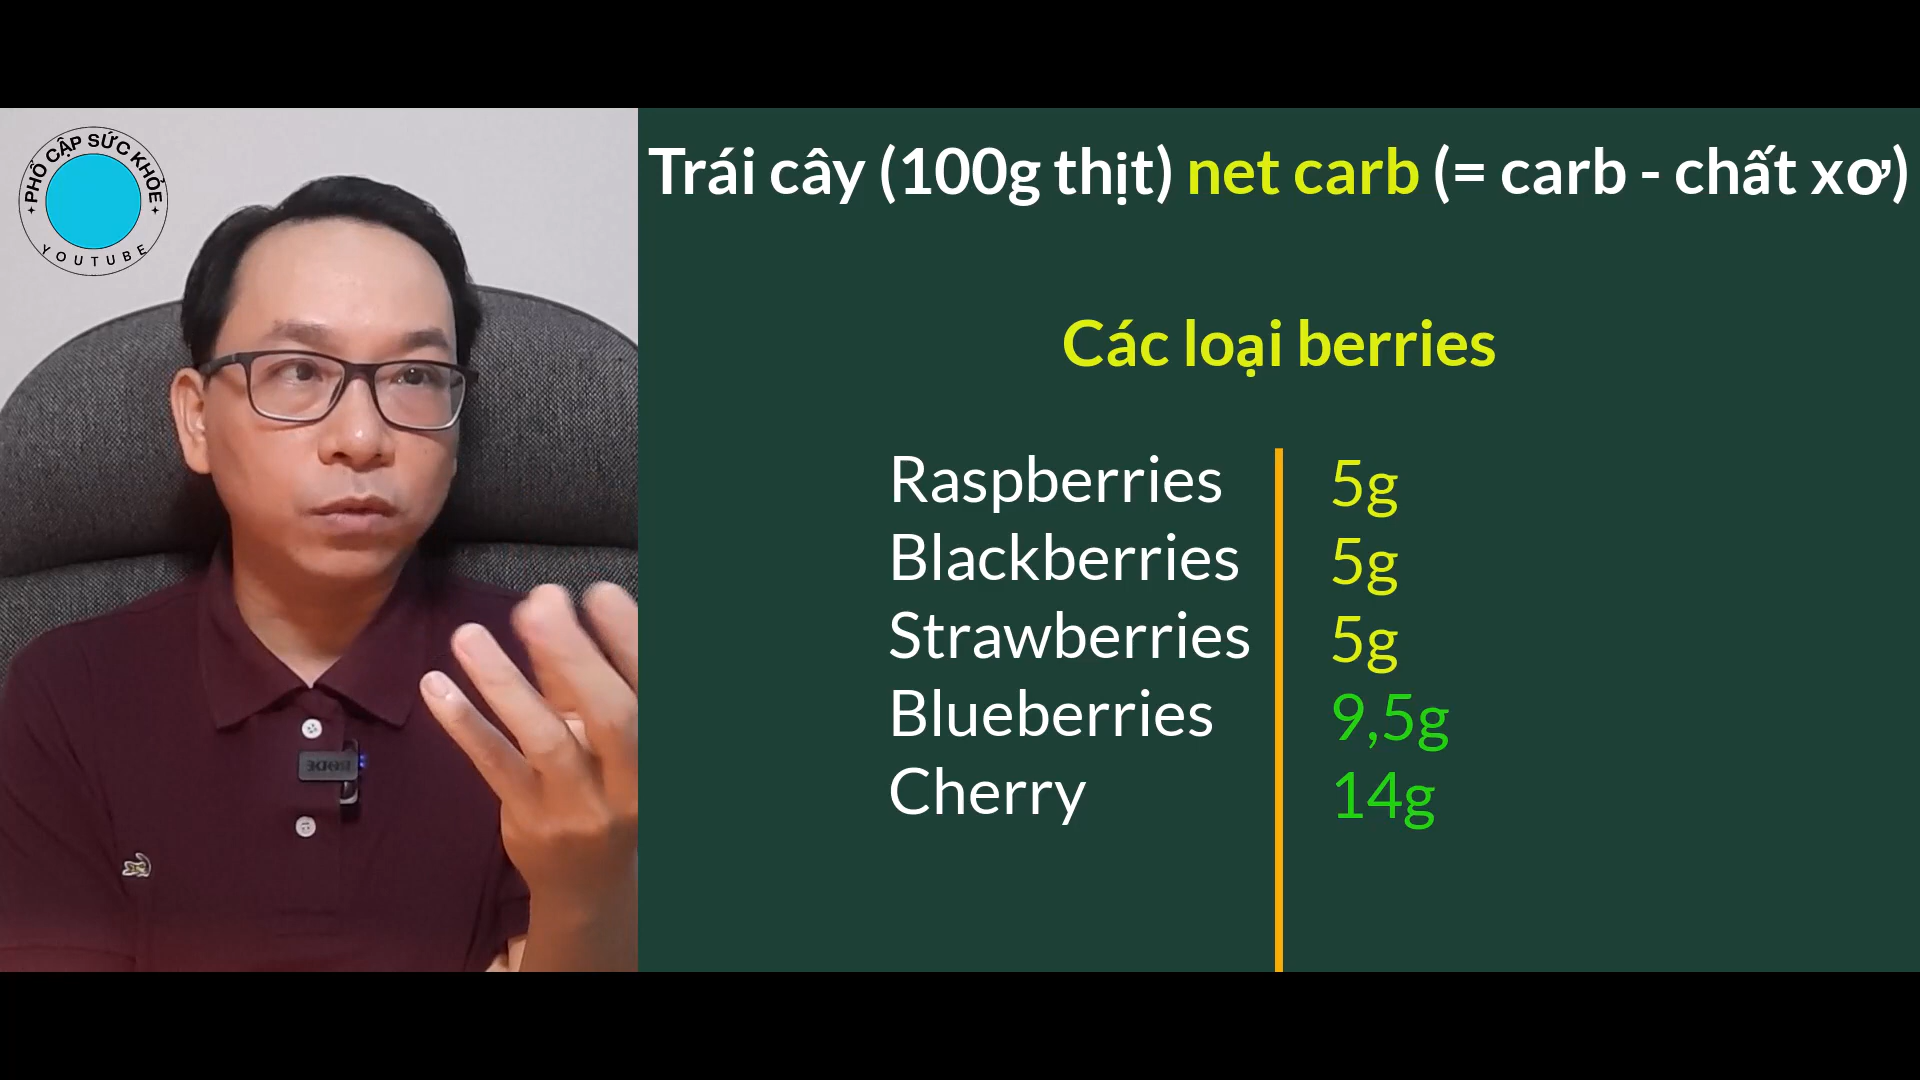 PHỔ CẬP SỨC KHỎE
YOUTUBE
Trái cây (100g thịt) net carb (= carb - chất xơ)
Các loại berries
Raspberries 5g
Blackberries 5g
Strawberries 5g
Blueberries 9,5g
Cherry 14g
RODE